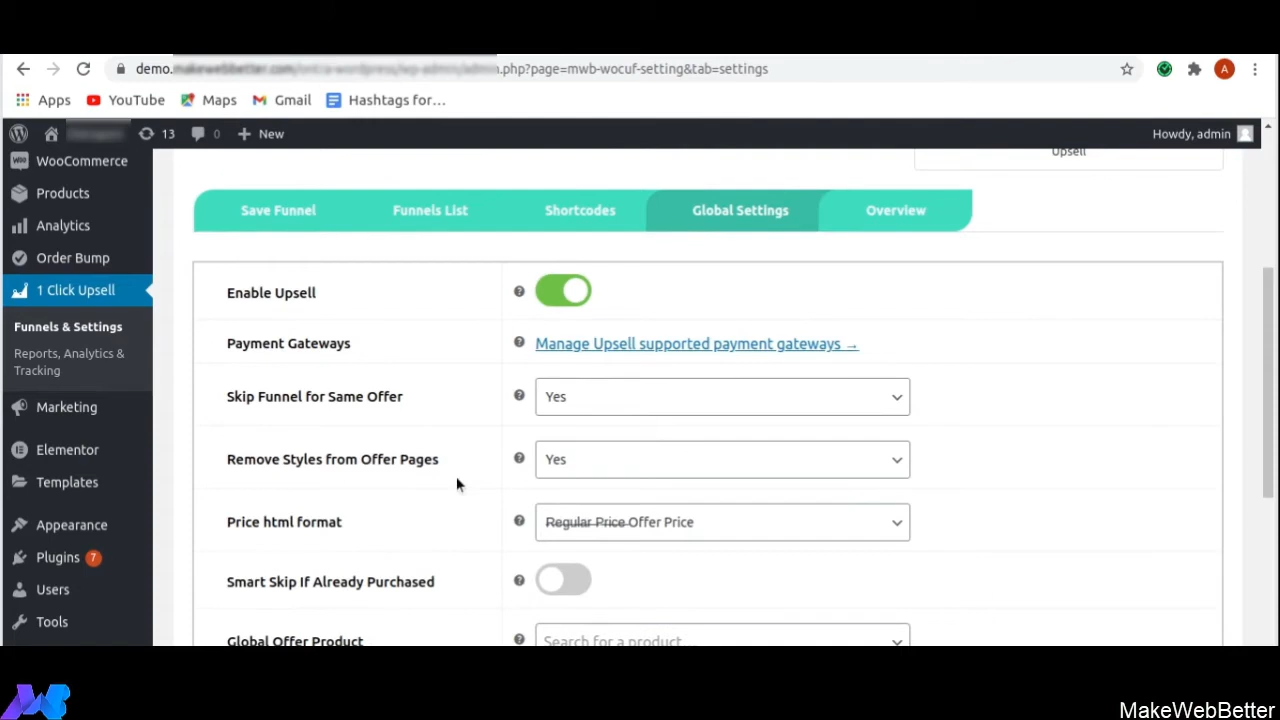 demo. .php?page=mwb-wocuf-setting&tab=settings
Apps YouTube Maps Gmail Hashtags for...
13 0 New Howdy, admin
WooCommerce
Products
Analytics
Order Bump
1 Click Upsell
Funnels & Settings
Reports, Analytics &
Tracking
Marketing
Elementor
Templates
Appearance
Plugins 7
Users
Tools
Upsell
Save Funnel Funnels List Shortcodes Global Settings Overview
Enable Upsell
Payment Gateways Manage Upsell supported payment gateways →
Skip Funnel for Same Offer Yes
Remove Styles from Offer Pages Yes
Price html format Regular Price Offer Price
Smart Skip If Already Purchased
Global Offer Product Search for a product...
MakeWebBetter